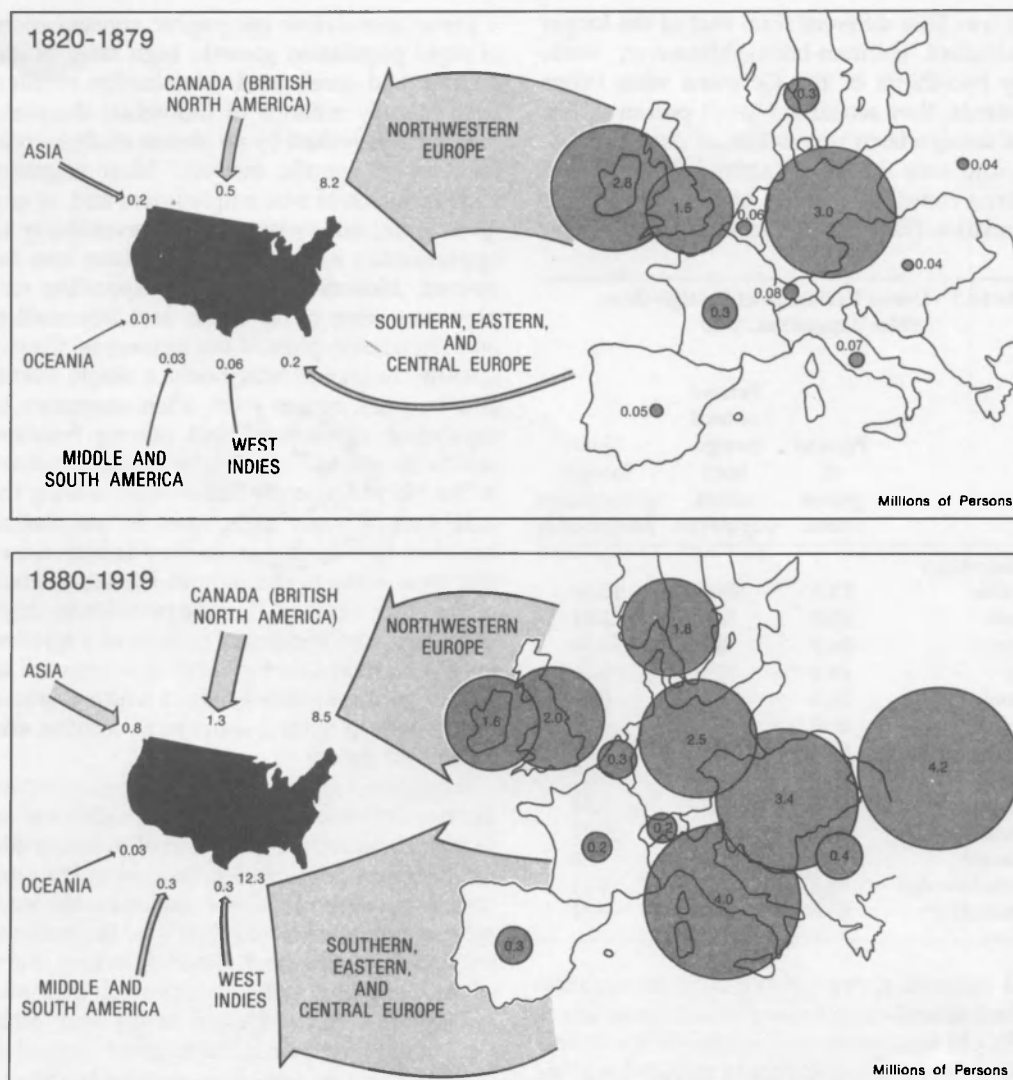 1820-1879
CANADA (BRITISH
NORTH AMERICA)
ASIA
0.2
0.5
8.2
NORTHWESTERN
EUROPE
0.3
2.8
1.5
0.06
3.0
0.04
0.04
0.08
0.3
0.07
0.05
0.01
OCEANIA
0.03
0.06
0.2
SOUTHERN, EASTERN,
AND
CENTRAL EUROPE
MIDDLE AND
SOUTH AMERICA
WEST
INDIES
Millions of Persons
1880-1919
CANADA (BRITISH
NORTH AMERICA)
ASIA
0.8
1.3
8.5
NORTHWESTERN
EUROPE
1.8
1.6
2.0
0.3
2.5
3.4
4.2
0.2
0.2
0.4
4.0
0.3
0.03
OCEANIA
0.3
0.3
12.3
MIDDLE AND
SOUTH AMERICA
WEST
INDIES
SOUTHERN,
EASTERN,
AND
CENTRAL EUROPE
Millions of Persons